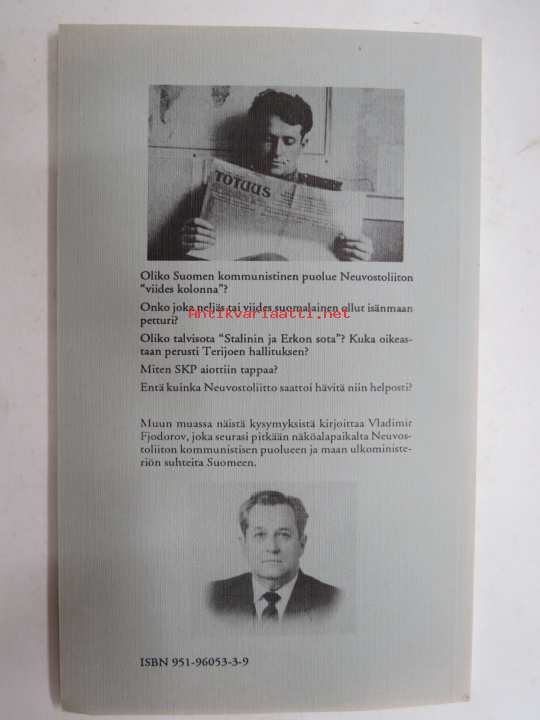 TOTUUS
Oliko Suomen kommunistinen puolue Neuvostoliiton
“viides kolonna”?
Onko joka neljäs tai viides suomalainen ollut isänmaan
petturi?
Antikvariaatti.net
Oliko talvisota “Stalinin ja Erkon sota”? Kuka oikeas-
taan perusti Terijoen hallituksen?
Miten SKP aiottiin tappaa?
Entä kuinka Neuvostoliitto saattoi hävitä niin helposti?
Muun muassa näistä kysymyksistä kirjoittaa Vladimir
Fjodorov, joka seurasi pitkään näköalapaikalta Neuvos-
toliiton kommunistisen puolueen ja maan ulkoministe-
riön suhteita Suomeen.
ISBN 951-96053-3-9